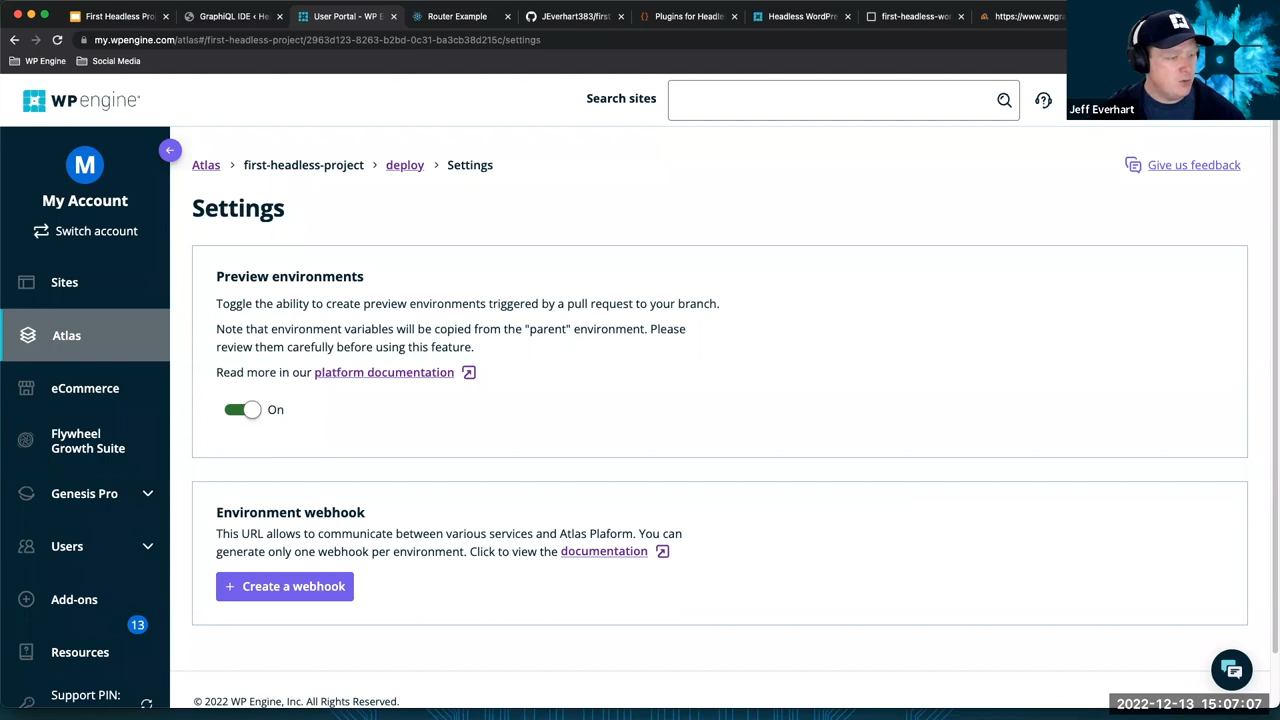 First Headless Proj
GraphiQL IDE ‹ He
User Portal - WP E
Router Example
JEverhart383/first
Plugins for Headle
Headless WordPre
first-headless-wor
https://www.wpgra
my.wpengine.com/atlas#/first-headless-project/2963d123-8263-b2bd-0c31-ba3cb38d215c/settings
WP Engine
Social Media
Jeff Everhart
WP engine
Search sites
M
My Account
Switch account
Sites
Atlas
eCommerce
Flywheel
Growth Suite
Genesis Pro
Users
Add-ons
13
Resources
Support PIN:
Atlas > first-headless-project > deploy > Settings
Give us feedback
Settings
Preview environments
Toggle the ability to create preview environments triggered by a pull request to your branch.
Note that environment variables will be copied from the "parent" environment. Please
review them carefully before using this feature.
Read more in our platform documentation
On
Environment webhook
This URL allows to communicate between various services and Atlas Plaform. You can
generate only one webhook per environment. Click to view the documentation
+ Create a webhook
© 2022 WP Engine, Inc. All Rights Reserved.
2022-12-13 15:07:07